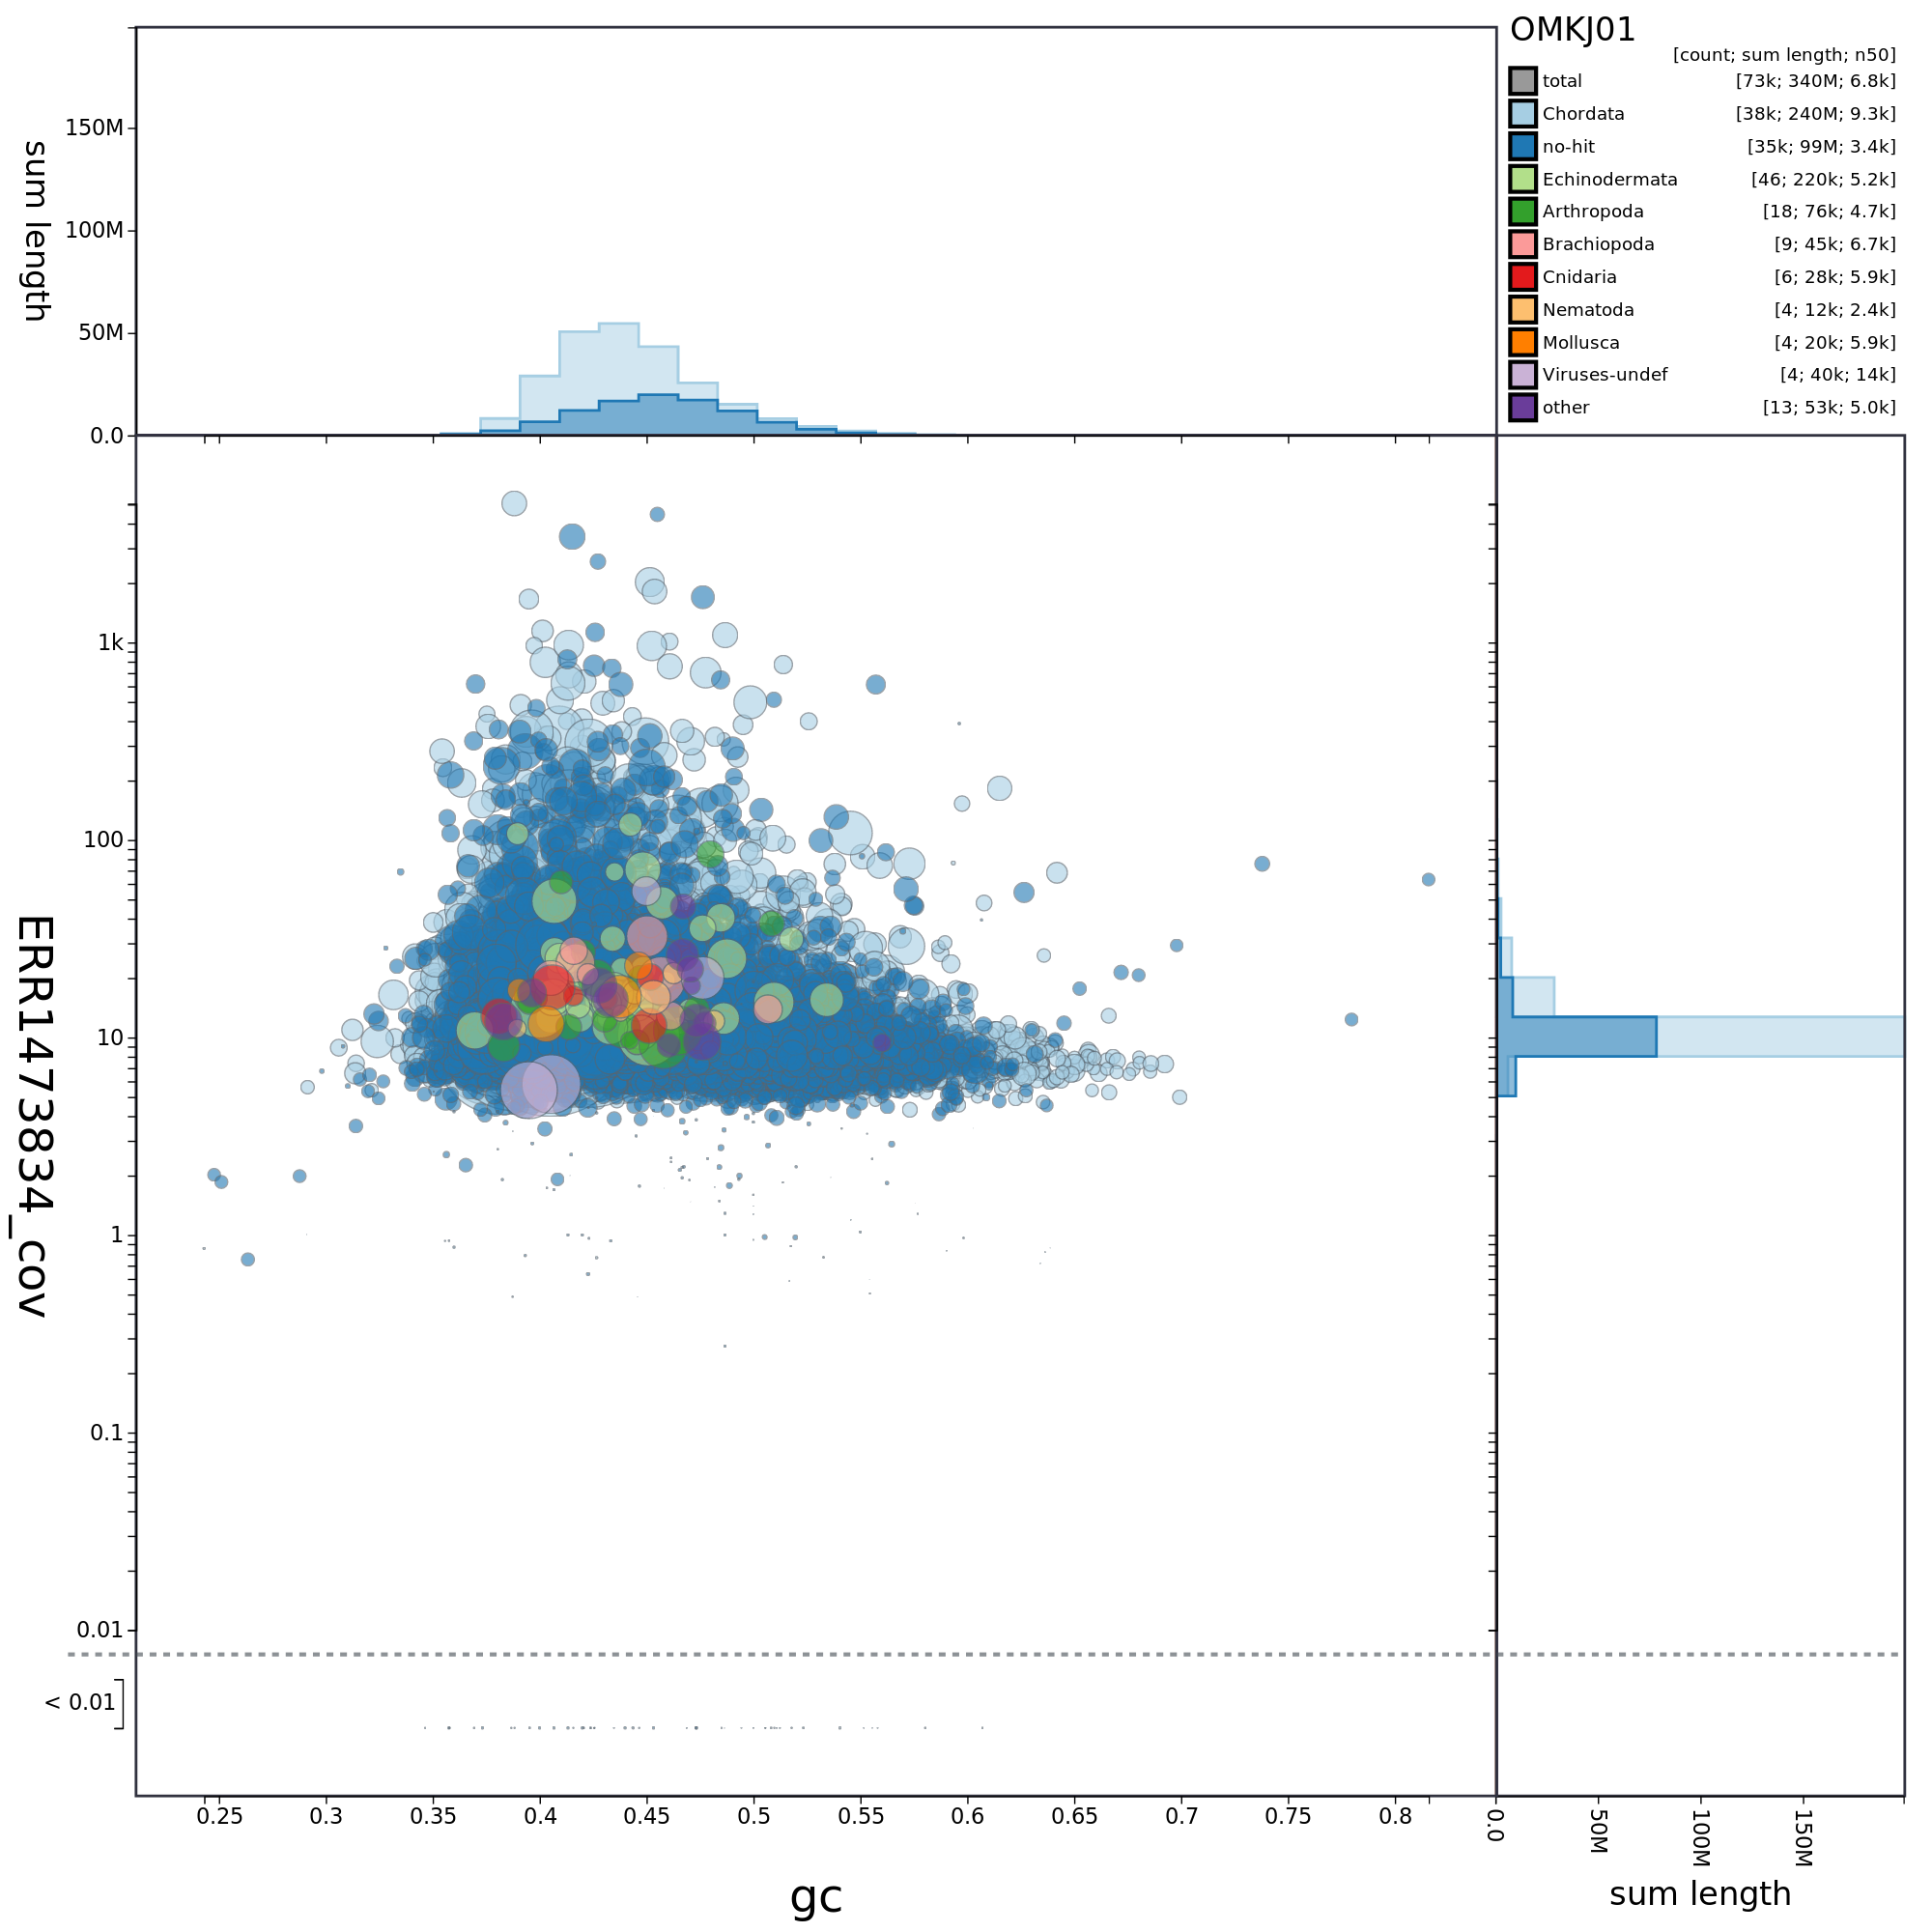 OMKJ01
[count; sum length; n50]
total [73k; 340M; 6.8k]
Chordata [38k; 240M; 9.3k]
no-hit [35k; 99M; 3.4k]
Echinodermata [46; 220k; 5.2k]
Arthropoda [18; 76k; 4.7k]
Brachiopoda [9; 45k; 6.7k]
Cnidaria [6; 28k; 5.9k]
Nematoda [4; 12k; 2.4k]
Mollusca [4; 20k; 5.9k]
Viruses-undef [4; 40k; 14k]
other [13; 53k; 5.0k]
sum length
150M
100M
50M
0.0
ERR1473834_cov
1k
100
10
1
0.1
0.01
< 0.01
0.25 0.3 0.35 0.4 0.45 0.5 0.55 0.6 0.65 0.7 0.75 0.8
gc
0.0 50M 100M 150M
sum length